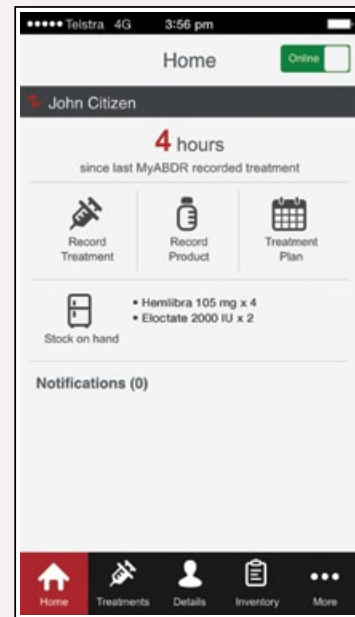 Telstra 4G 3:56 pm
Home
Online
John Citizen
4 hours
since last MyABDR recorded treatment
Record
Treatment
Record
Product
Treatment
Plan
Stock on hand
• Hemlibra 105 mg x 4
• Eloctate 2000 IU x 2
Notifications (0)
Home Treatments Details Inventory More